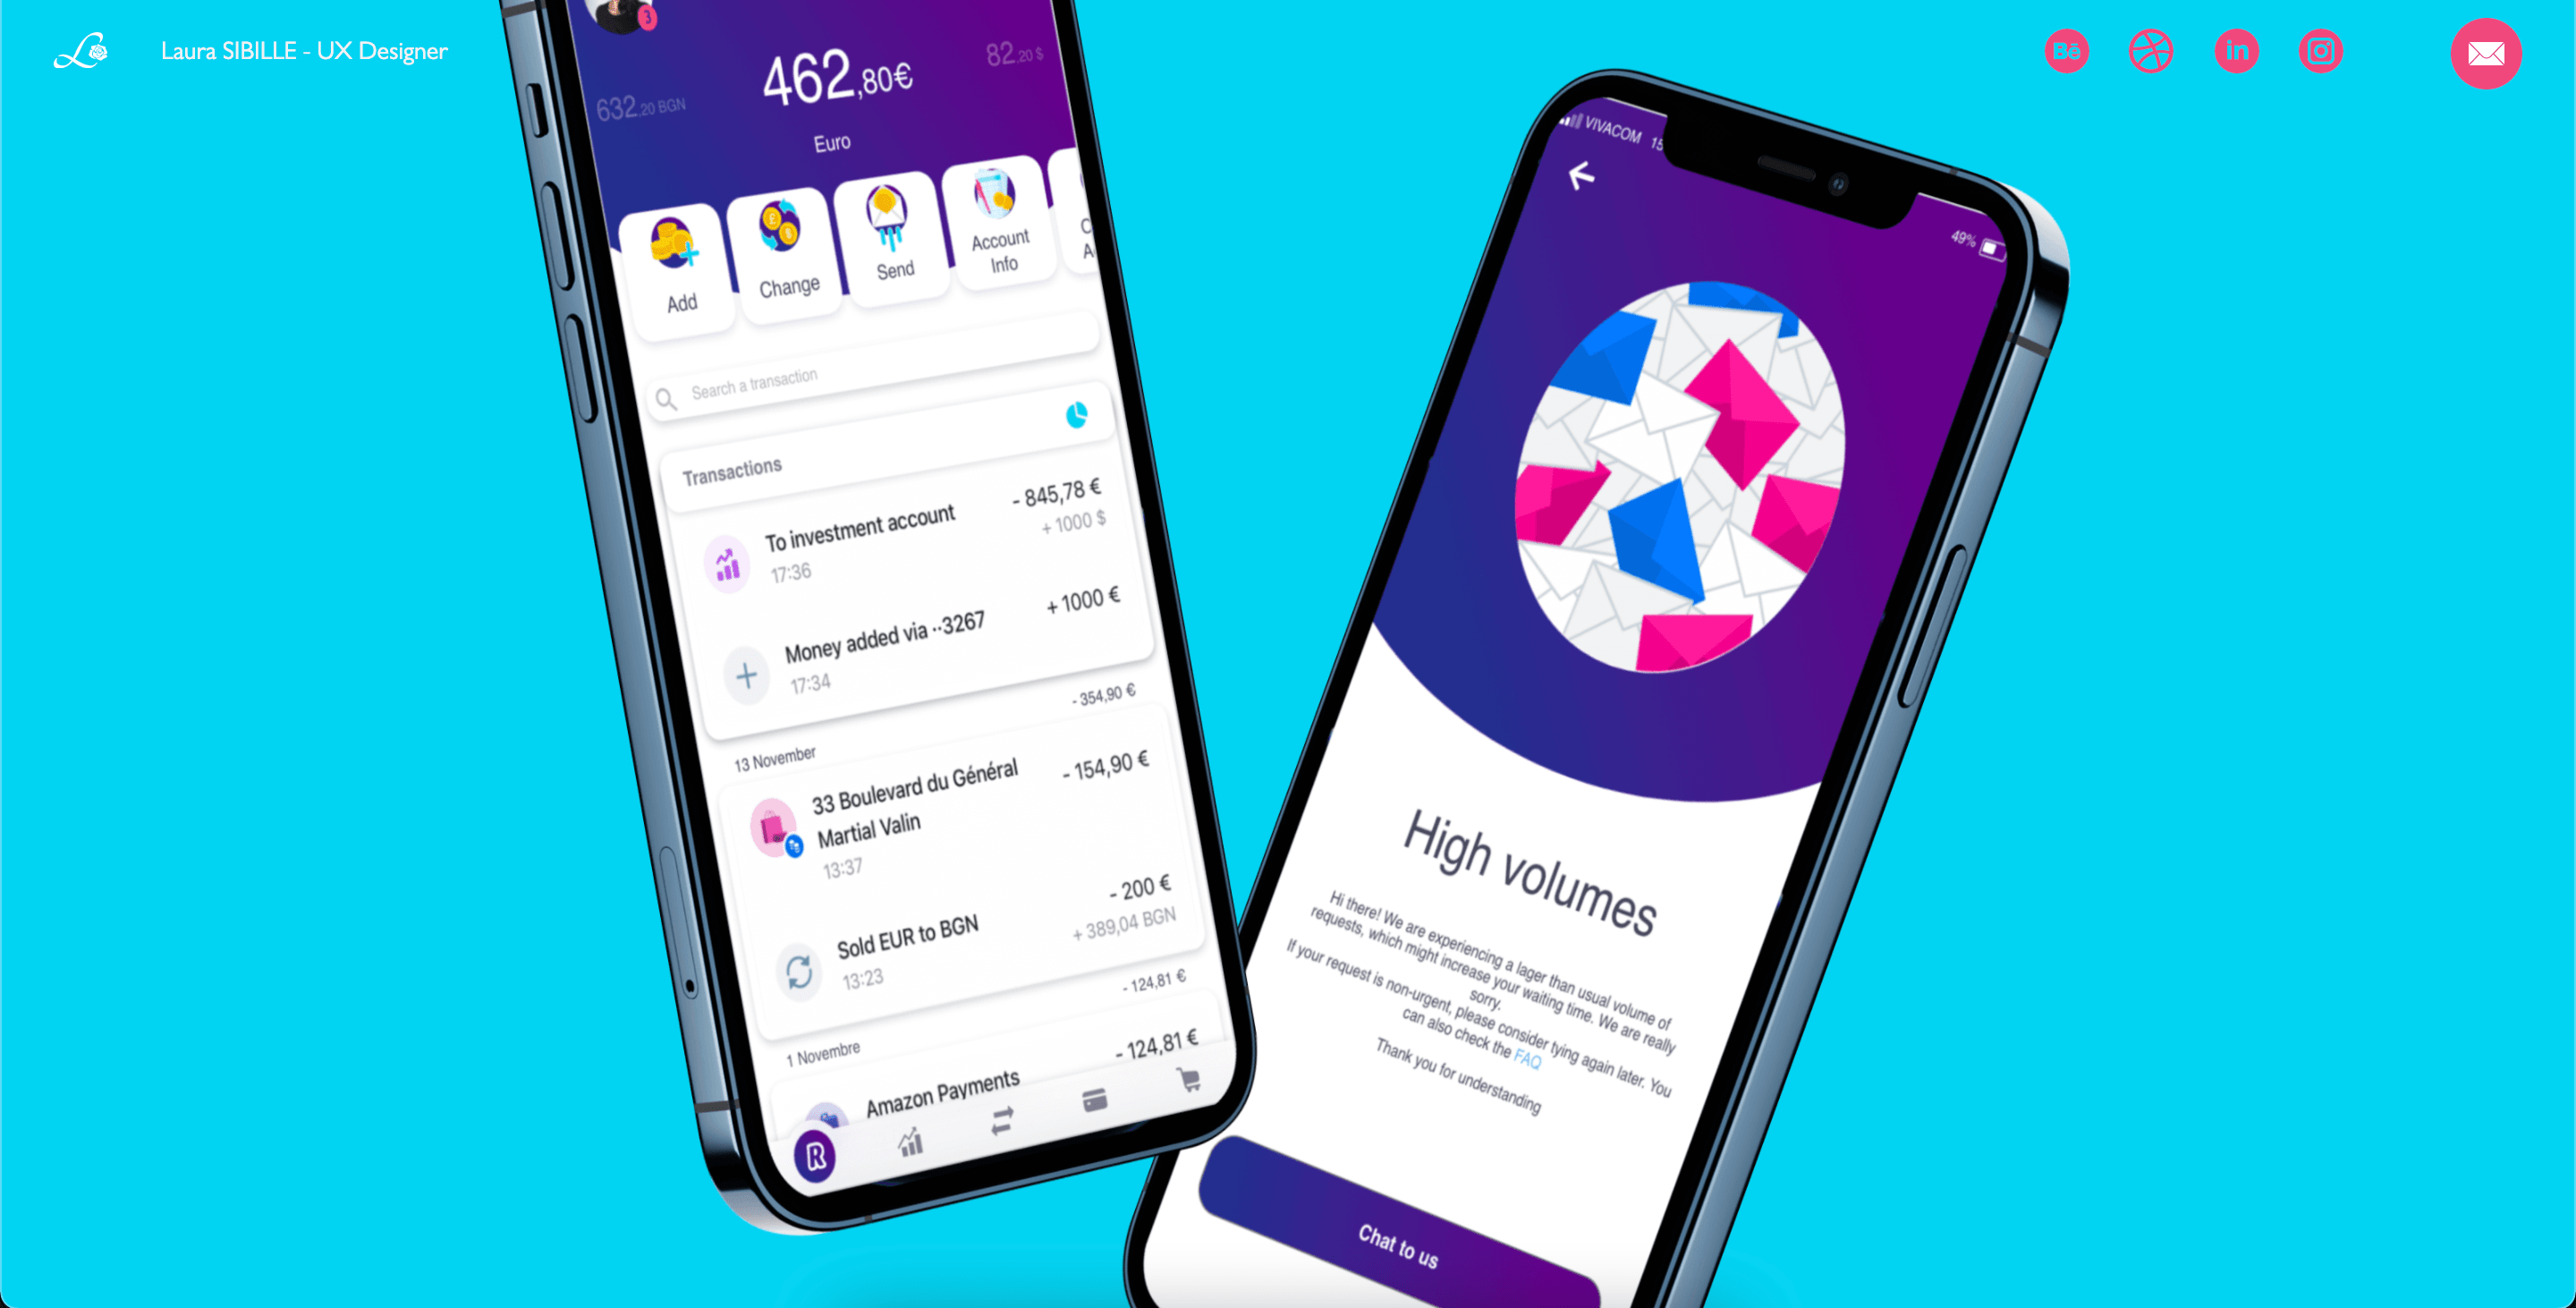 Laura SIBILLE - UX Designer
Bē
in
3
632,20 BGN
462,80€
82,20 $
Euro
Add
Change
Send
Account
Info
Search a transaction
Transactions
To investment account
- 845,78 €
17:36
+ 1000 $
Money added via ··3267
+ 1000 €
17:34
13 November
- 354,90 €
33 Boulevard du Général
Martial Valin
- 154,90 €
13:37
Sold EUR to BGN
- 200 €
13:23
+ 389,04 BGN
1 Novembre
- 124,81 €
Amazon Payments
- 124,81 €
R
VIVACOM 15
49%
High volumes
Hi there! We are experiencing a lager than usual volume of
requests, which might increase your waiting time. We are really
sorry.
If your request is non-urgent, please consider tying again later. You
can also check the FAQ
Thank you for understanding
Chat to us